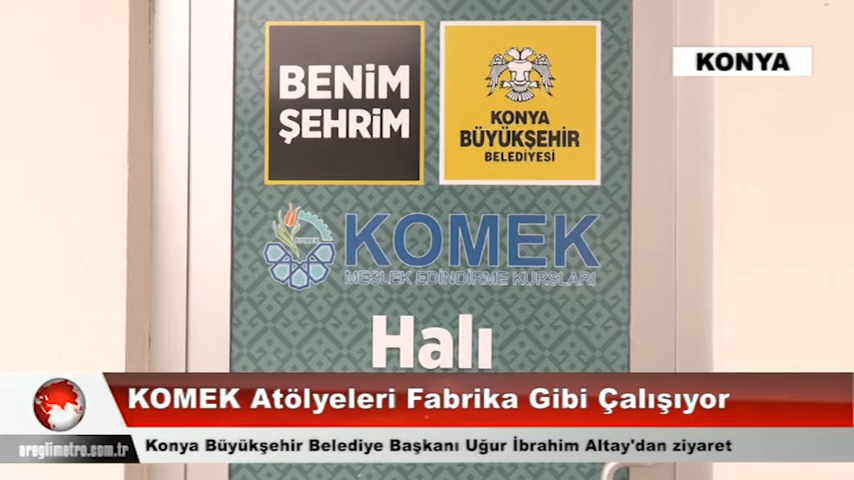 BENİM
ŞEHRİM
KONYA
BÜYÜKŞEHİR
BELEDİYESİ
KONYA
KOMEK
KOMEK
MESLEK EDİNDİRME KURSLARI
Halı
KOMEK Atölyeleri Fabrika Gibi Çalışıyor
ereglimetro.com.tr
Konya Büyükşehir Belediye Başkanı Uğur İbrahim Altay'dan ziyaret